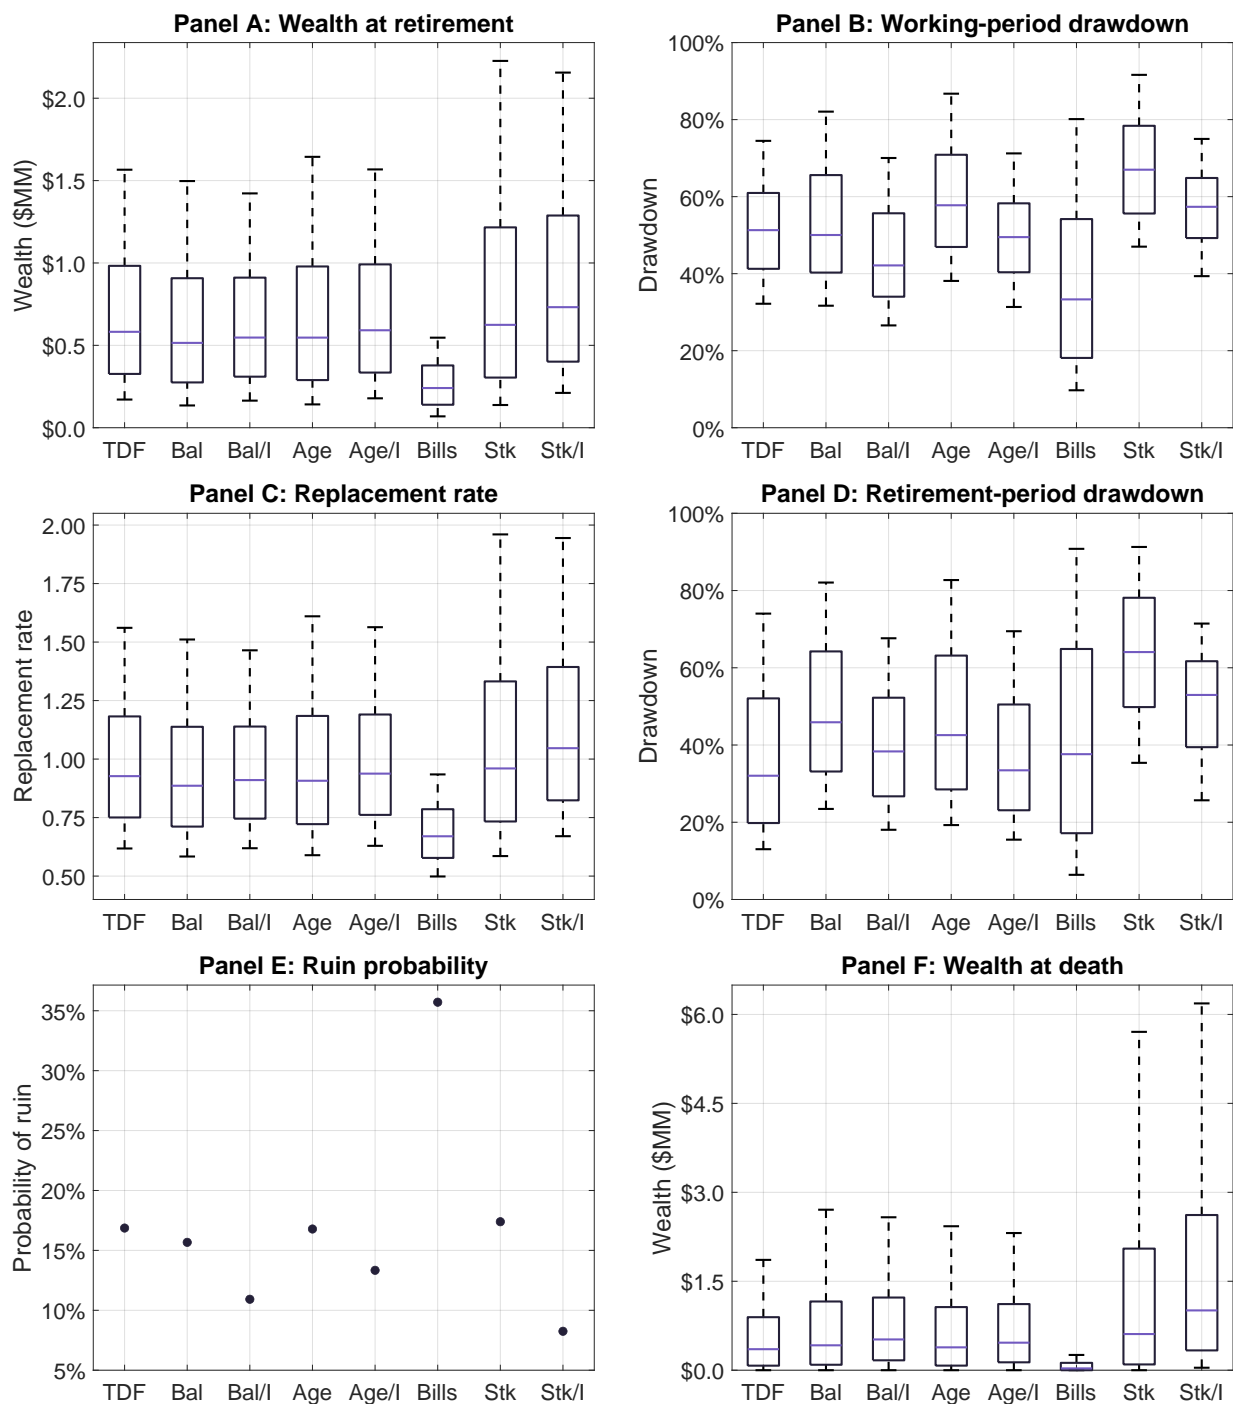 Panel A: Wealth at retirement
Wealth ($MM)
$2.0
$1.5
$1.0
$0.5
$0.0
TDF Bal Bal/I Age Age/I Bills Stk Stk/I
Panel B: Working-period drawdown
Drawdown
100%
80%
60%
40%
20%
0%
TDF Bal Bal/I Age Age/I Bills Stk Stk/I
Panel C: Replacement rate
Replacement rate
2.00
1.75
1.50
1.25
1.00
0.75
0.50
TDF Bal Bal/I Age Age/I Bills Stk Stk/I
Panel D: Retirement-period drawdown
Drawdown
100%
80%
60%
40%
20%
0%
TDF Bal Bal/I Age Age/I Bills Stk Stk/I
Panel E: Ruin probability
Probability of ruin
35%
30%
25%
20%
15%
10%
5%
TDF Bal Bal/I Age Age/I Bills Stk Stk/I
Panel F: Wealth at death
Wealth ($MM)
$6.0
$4.5
$3.0
$1.5
$0.0
TDF Bal Bal/I Age Age/I Bills Stk Stk/I